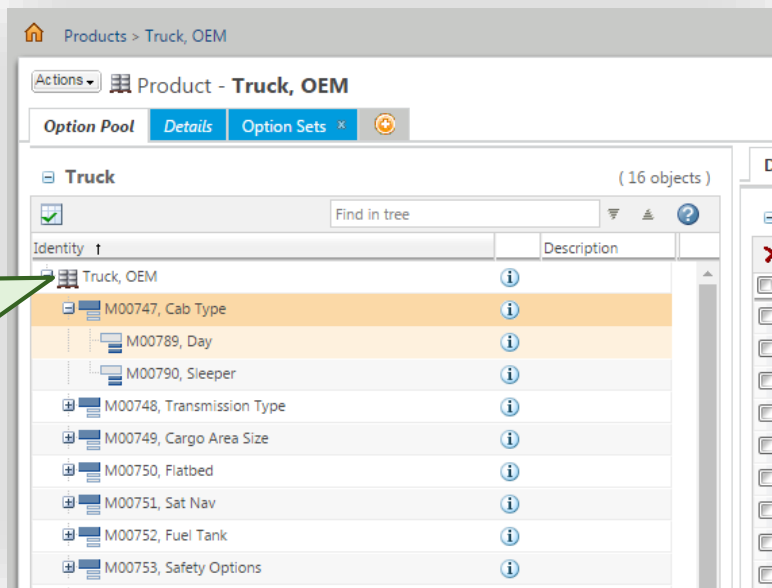 Products > Truck, OEM
Actions Product - Truck, OEM
Option Pool Details Option Sets ×
Truck ( 16 objects )
Find in tree
Identity ↑ Description
Truck, OEM
M00747, Cab Type
M00789, Day
M00790, Sleeper
M00748, Transmission Type
M00749, Cargo Area Size
M00750, Flatbed
M00751, Sat Nav
M00752, Fuel Tank
M00753, Safety Options